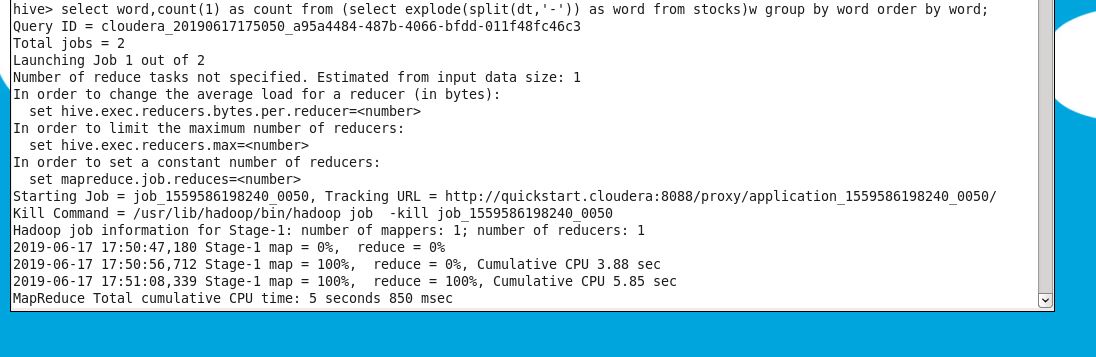 hive> select word,count(1) as count from (select explode(split(dt,'-')) as word from stocks)w group by word order by word;
Query ID = cloudera_20190617175050_a95a4484-487b-4066-bfdd-011f48fc46c3
Total jobs = 2
Launching Job 1 out of 2
Number of reduce tasks not specified. Estimated from input data size: 1
In order to change the average load for a reducer (in bytes):
  set hive.exec.reducers.bytes.per.reducer=<number>
In order to limit the maximum number of reducers:
  set hive.exec.reducers.max=<number>
In order to set a constant number of reducers:
  set mapreduce.job.reduces=<number>
Starting Job = job_1559586198240_0050, Tracking URL = http://quickstart.cloudera:8088/proxy/application_1559586198240_0050/
Kill Command = /usr/lib/hadoop/bin/hadoop job  -kill job_1559586198240_0050
Hadoop job information for Stage-1: number of mappers: 1; number of reducers: 1
2019-06-17 17:50:47,180 Stage-1 map = 0%,  reduce = 0%
2019-06-17 17:50:56,712 Stage-1 map = 100%,  reduce = 0%, Cumulative CPU 3.88 sec
2019-06-17 17:51:08,339 Stage-1 map = 100%,  reduce = 100%, Cumulative CPU 5.85 sec
MapReduce Total cumulative CPU time: 5 seconds 850 msec